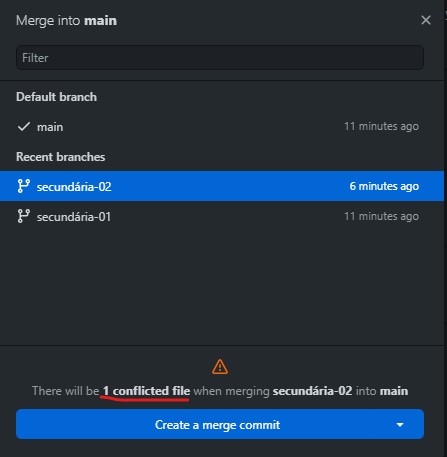 Merge into main
Filter
Default branch
main 11 minutes ago
Recent branches
secundária-02 6 minutes ago
secundária-01 11 minutes ago
There will be 1 conflicted file when merging secundária-02 into main
Create a merge commit